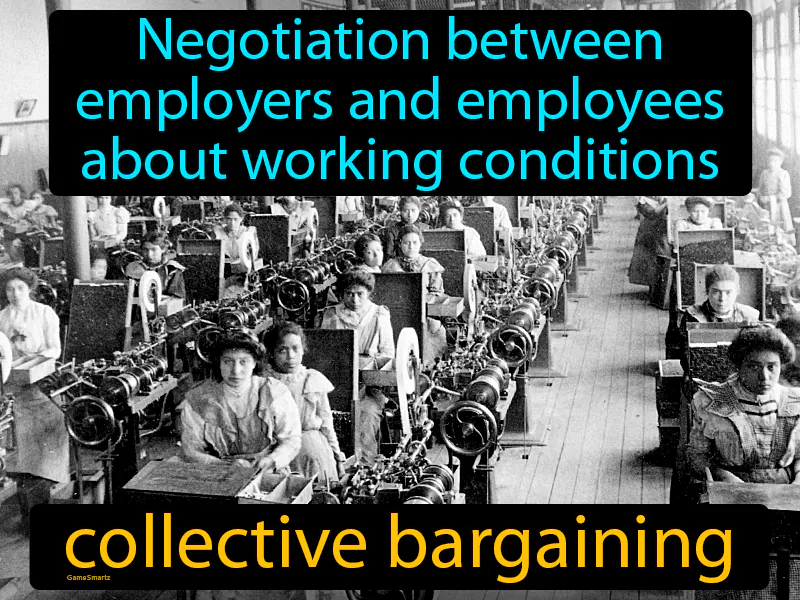 Negotiation between
employers and employees
about working conditions
collective bargaining
GameSmartz